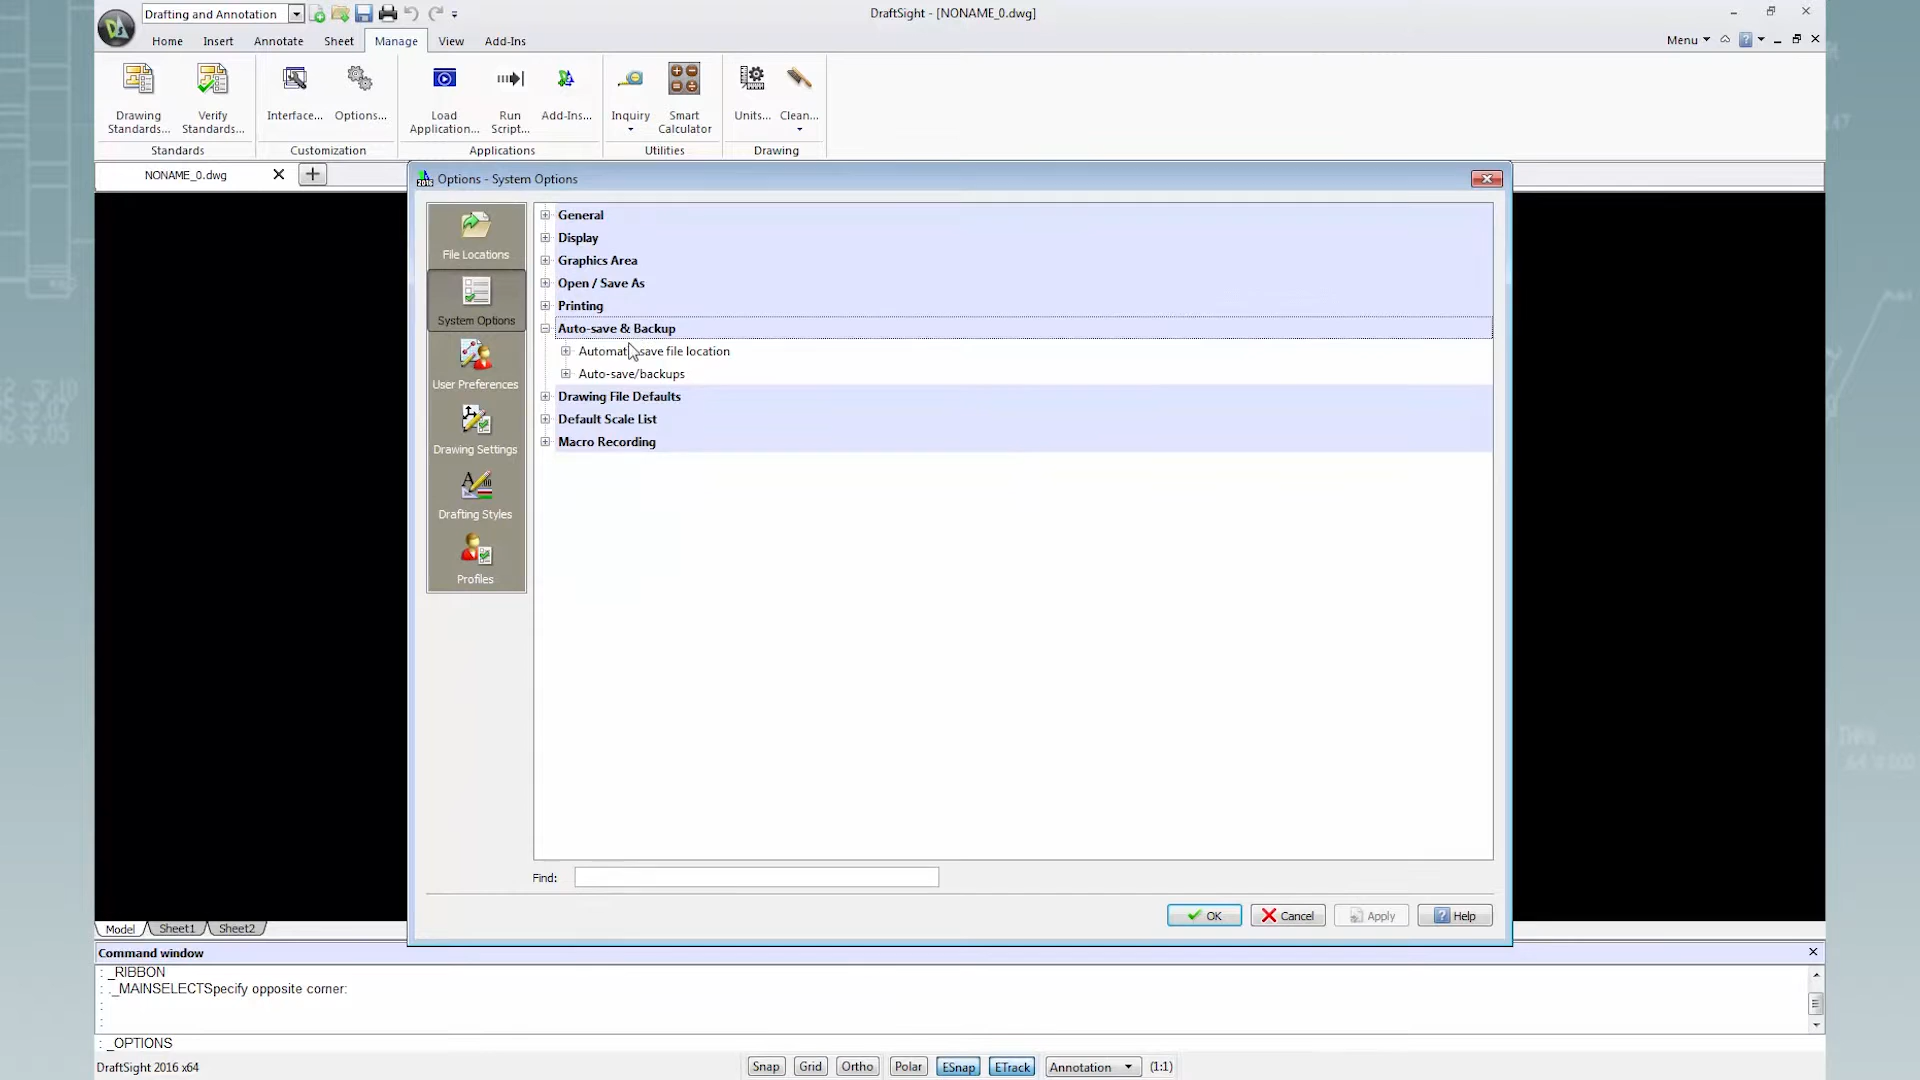 Drafting and Annotation
DraftSight - [NONAME_0.dwg]
Home Insert Annotate Sheet Manage View Add-Ins
Menu
Drawing Standards...
Verify Standards...
Interface...
Options...
Load Application...
Run Script...
Add-Ins...
Inquiry
Smart Calculator
Units...
Clean...
Standards Customization Applications Utilities Drawing
NONAME_0.dwg
Options - System Options
File Locations
System Options
User Preferences
Drawing Settings
Drafting Styles
Profiles
General
Display
Graphics Area
Open / Save As
Printing
Auto-save & Backup
Auto-save/backups
Drawing File Defaults
Default Scale List
Macro Recording
Find:
OK Cancel Apply Help
Model Sheet1 Sheet2
Command window
: _RIBBON
: ._MAINSELECTSpecify opposite corner:
:
:
: _OPTIONS
DraftSight 2016 x64
Snap Grid Ortho Polar ESnap ETrack Annotation (1:1)